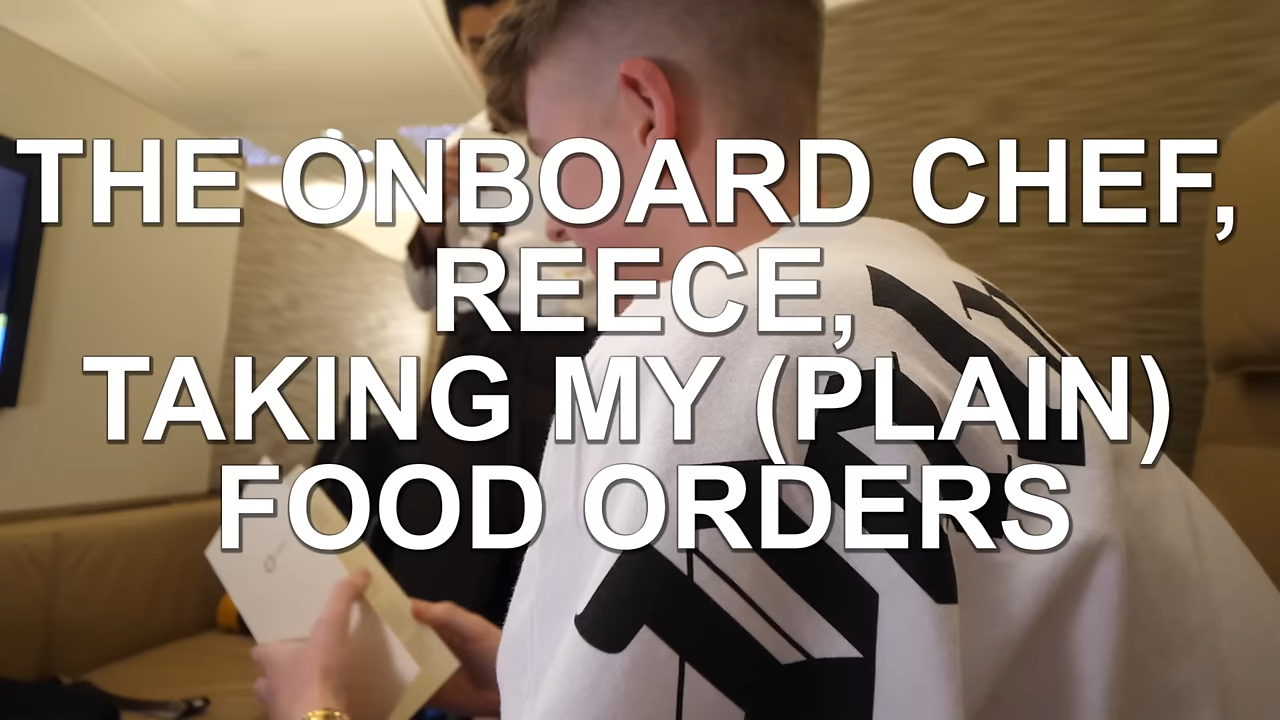 THE ONBOARD CHEF,
REECE,
TAKING MY (PLAIN)
FOOD ORDERS